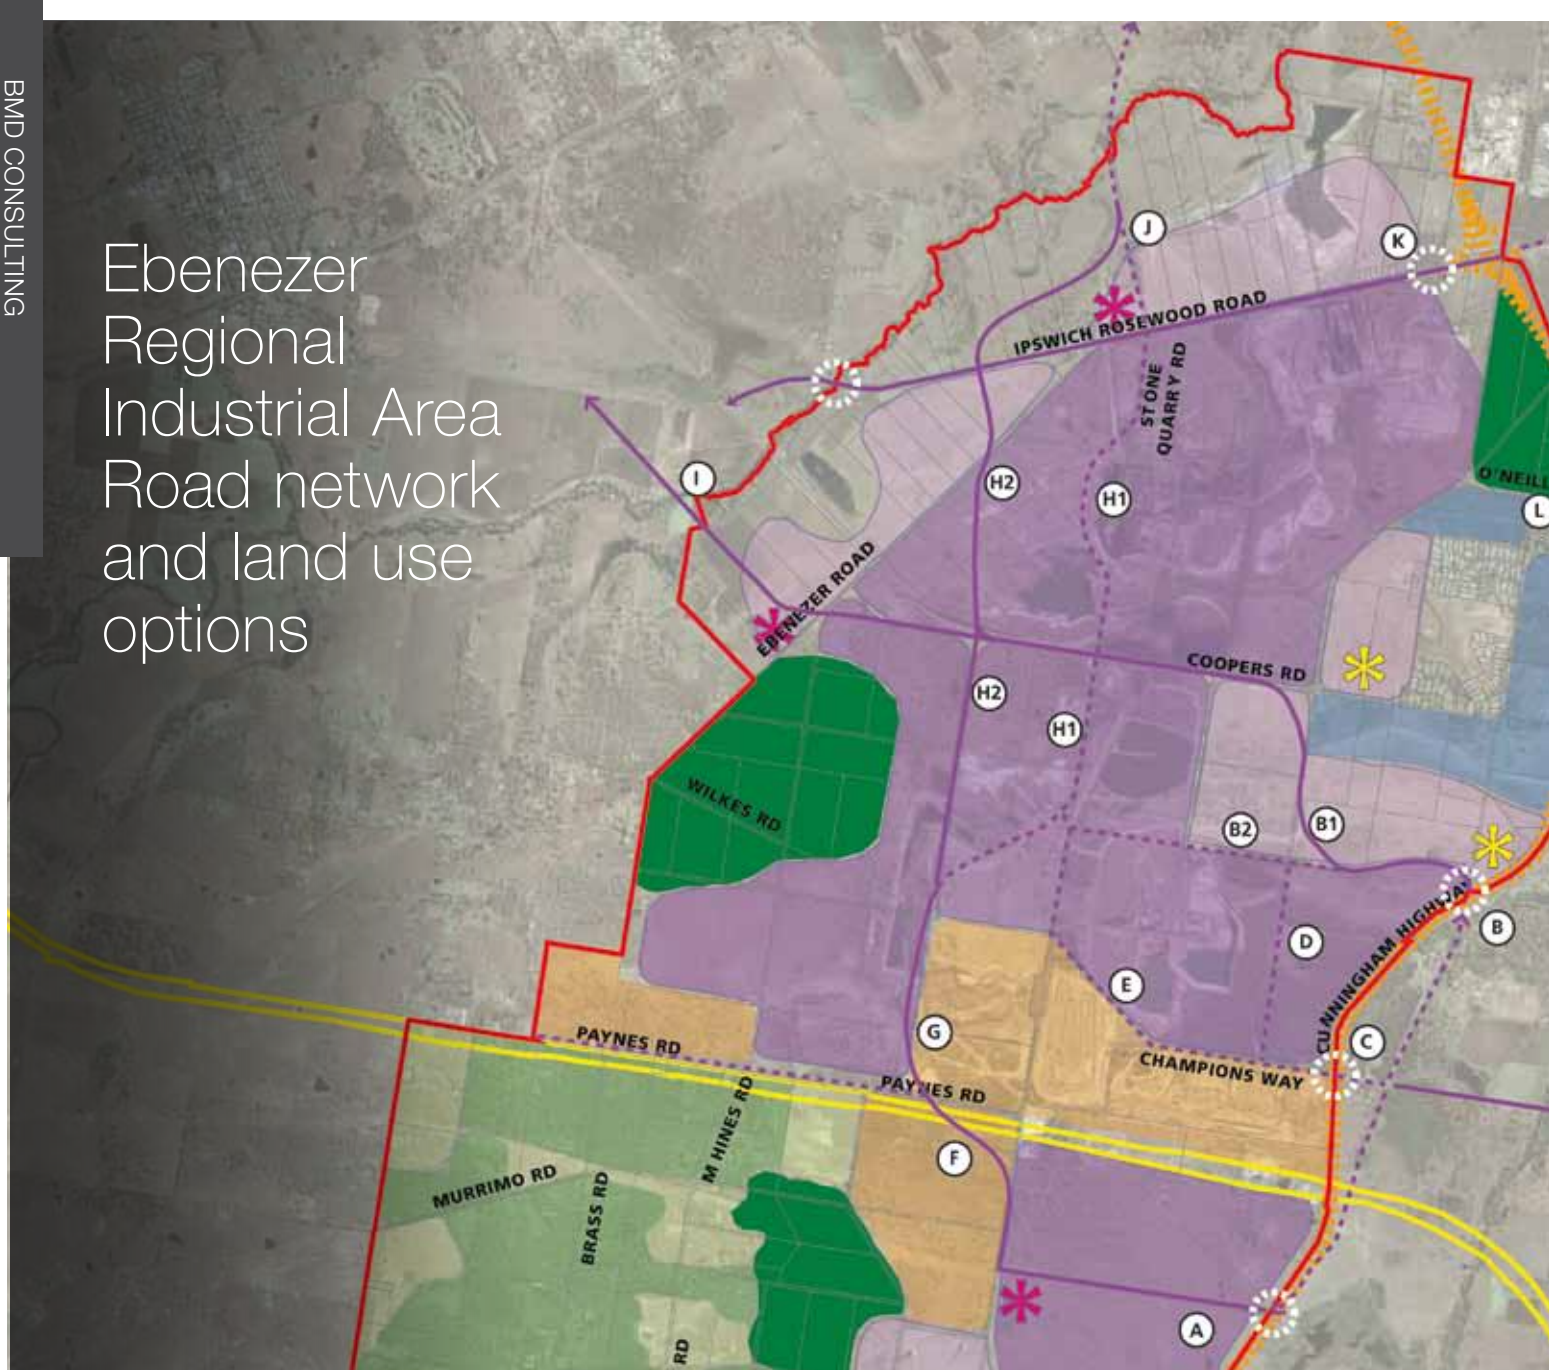 BMD CONSULTING
Ebenezer
Regional
Industrial Area
Road network
and land use
options
J
K
IPSWICH ROSEWOOD ROAD
STONE
QUARRY RD
I
H2
H1
O'NEILL
L
EBENEZER ROAD
COOPERS RD
H2
H1
WILKES RD
B2
B1
B
D
CUNNINGHAM HIGHWAY
E
C
G
PAYNES RD
CHAMPIONS WAY
PAYNES RD
M HINES RD
F
MURRIMO RD
BRASS RD
A
RD